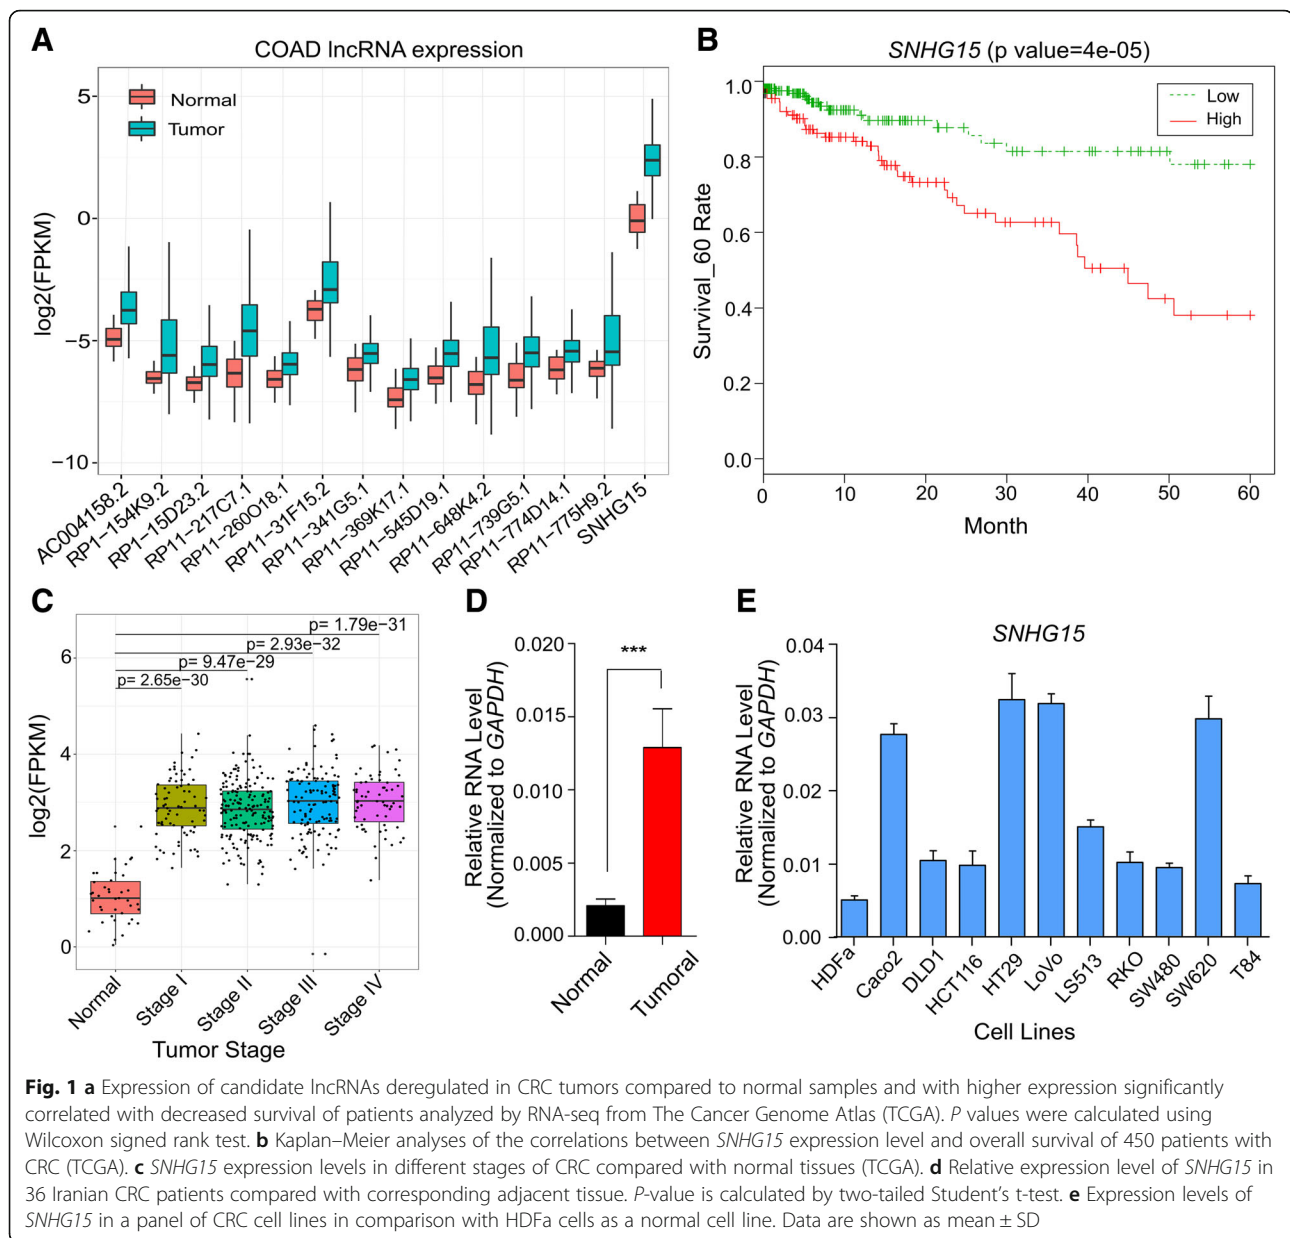 A
COAD lncRNA expression
Normal
Tumor
log2(FPKM)
5
0
−5
−10
AC004158.2
RP1−154K9.2
RP1−15D23.2
RP11−217C7.1
RP11−260O18.1
RP11−31F15.2
RP11−341G5.1
RP11−369K17.1
RP11−545D19.1
RP11−648K4.2
RP11−739G5.1
RP11−774D14.1
RP11−775H9.2
SNHG15
B
SNHG15 (p value=4e-05)
Low
High
Survival_60 Rate
1.0
0.8
0.6
0.4
0.2
0.0
0 10 20 30 40 50 60
Month
C
p= 1.79e−31
p= 2.93e−32
p= 9.47e−29
p= 2.65e−30
log2(FPKM)
6
4
2
0
Normal
Stage I
Stage II
Stage III
Stage IV
Tumor Stage
D
Relative RNA Level
(Normalized to GAPDH)
0.020
0.015
0.010
0.005
0.000
***
Normal
Tumoral
E
SNHG15
Relative RNA Level
(Normalized to GAPDH)
0.04
0.03
0.02
0.01
0.00
HDFa
Caco2
DLD1
HCT116
HT29
LoVo
LS513
RKO
SW480
SW620
T84
Cell Lines
Fig. 1 a Expression of candidate lncRNAs deregulated in CRC tumors compared to normal samples and with higher expression significantly
correlated with decreased survival of patients analyzed by RNA-seq from The Cancer Genome Atlas (TCGA). P values were calculated using
Wilcoxon signed rank test. b Kaplan–Meier analyses of the correlations between SNHG15 expression level and overall survival of 450 patients with
CRC (TCGA). c SNHG15 expression levels in different stages of CRC compared with normal tissues (TCGA). d Relative expression level of SNHG15 in
36 Iranian CRC patients compared with corresponding adjacent tissue. P-value is calculated by two-tailed Student's t-test. e Expression levels of
SNHG15 in a panel of CRC cell lines in comparison with HDFa cells as a normal cell line. Data are shown as mean ± SD